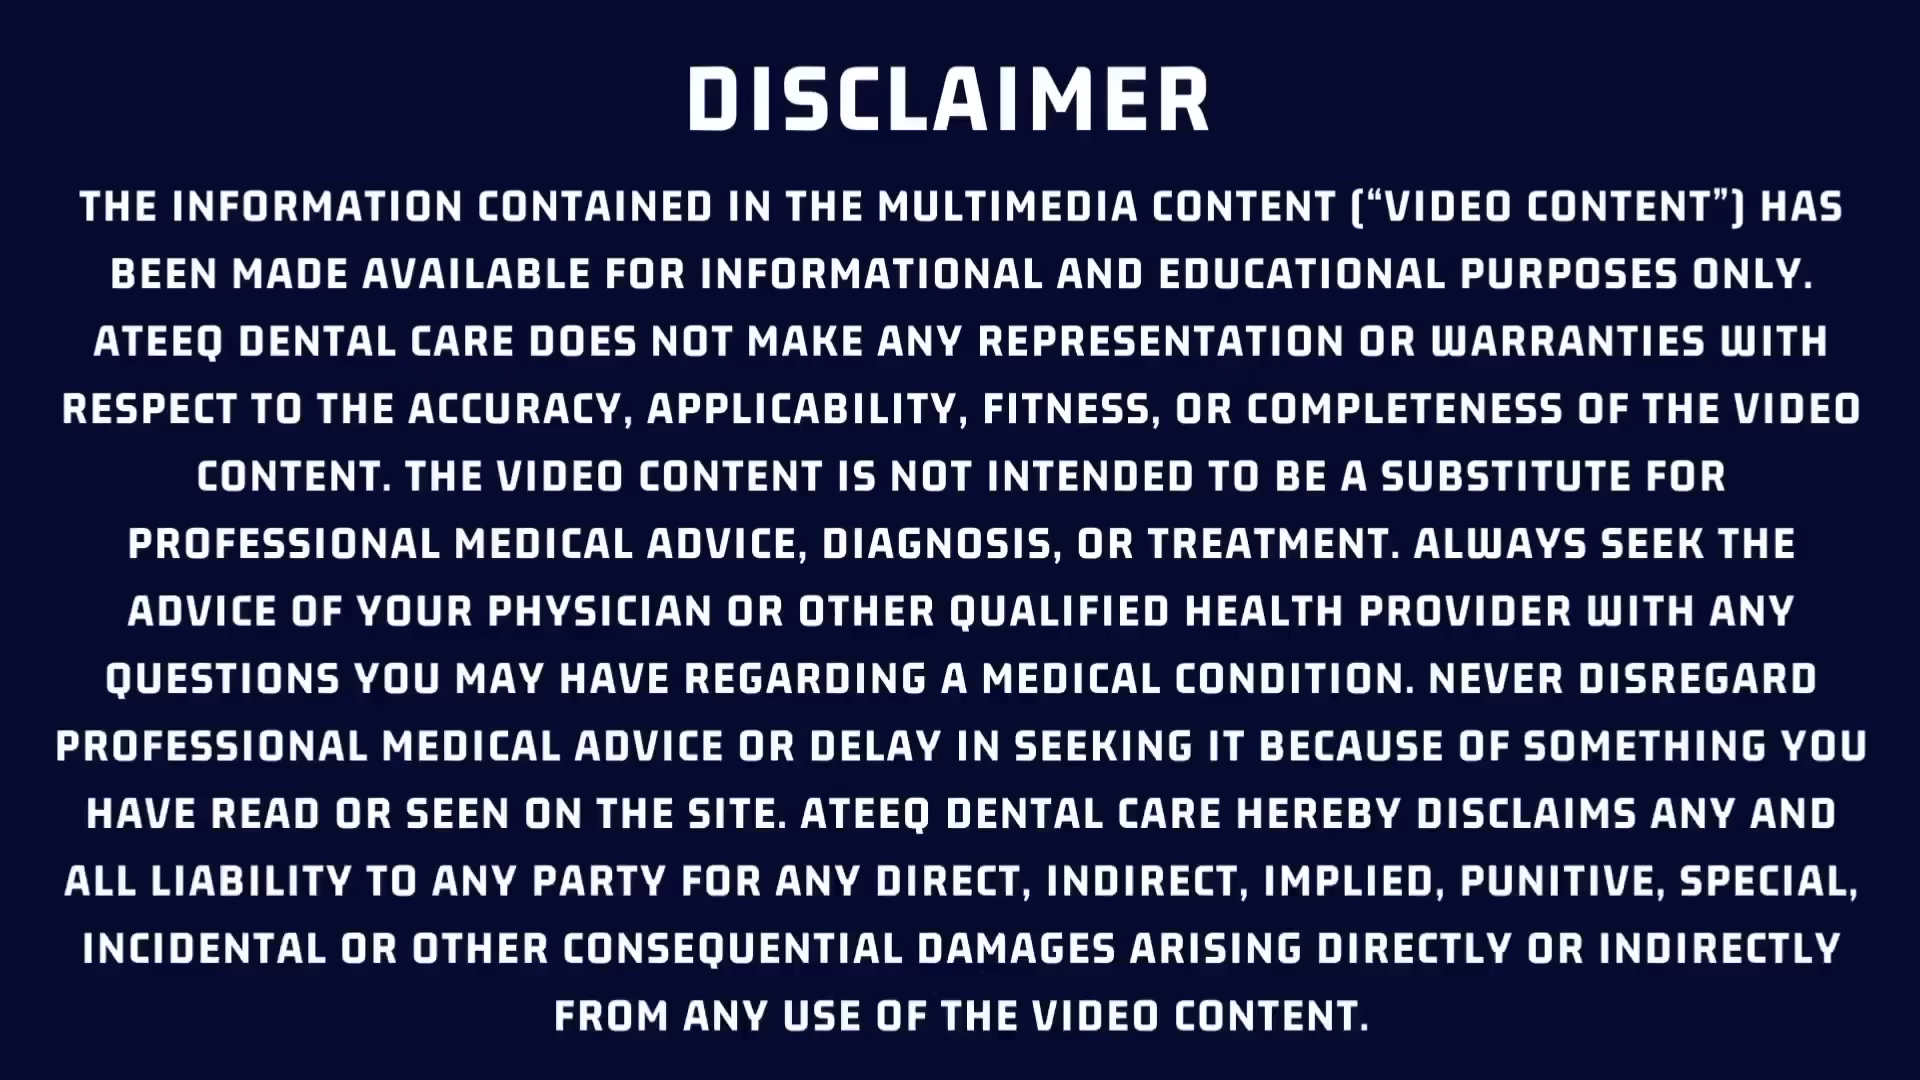 DISCLAIMER
THE INFORMATION CONTAINED IN THE MULTIMEDIA CONTENT (“VIDEO CONTENT”) HAS
BEEN MADE AVAILABLE FOR INFORMATIONAL AND EDUCATIONAL PURPOSES ONLY.
ATEEQ DENTAL CARE DOES NOT MAKE ANY REPRESENTATION OR WARRANTIES WITH
RESPECT TO THE ACCURACY, APPLICABILITY, FITNESS, OR COMPLETENESS OF THE VIDEO
CONTENT. THE VIDEO CONTENT IS NOT INTENDED TO BE A SUBSTITUTE FOR
PROFESSIONAL MEDICAL ADVICE, DIAGNOSIS, OR TREATMENT. ALWAYS SEEK THE
ADVICE OF YOUR PHYSICIAN OR OTHER QUALIFIED HEALTH PROVIDER WITH ANY
QUESTIONS YOU MAY HAVE REGARDING A MEDICAL CONDITION. NEVER DISREGARD
PROFESSIONAL MEDICAL ADVICE OR DELAY IN SEEKING IT BECAUSE OF SOMETHING YOU
HAVE READ OR SEEN ON THE SITE. ATEEQ DENTAL CARE HEREBY DISCLAIMS ANY AND
ALL LIABILITY TO ANY PARTY FOR ANY DIRECT, INDIRECT, IMPLIED, PUNITIVE, SPECIAL,
INCIDENTAL OR OTHER CONSEQUENTIAL DAMAGES ARISING DIRECTLY OR INDIRECTLY
FROM ANY USE OF THE VIDEO CONTENT.